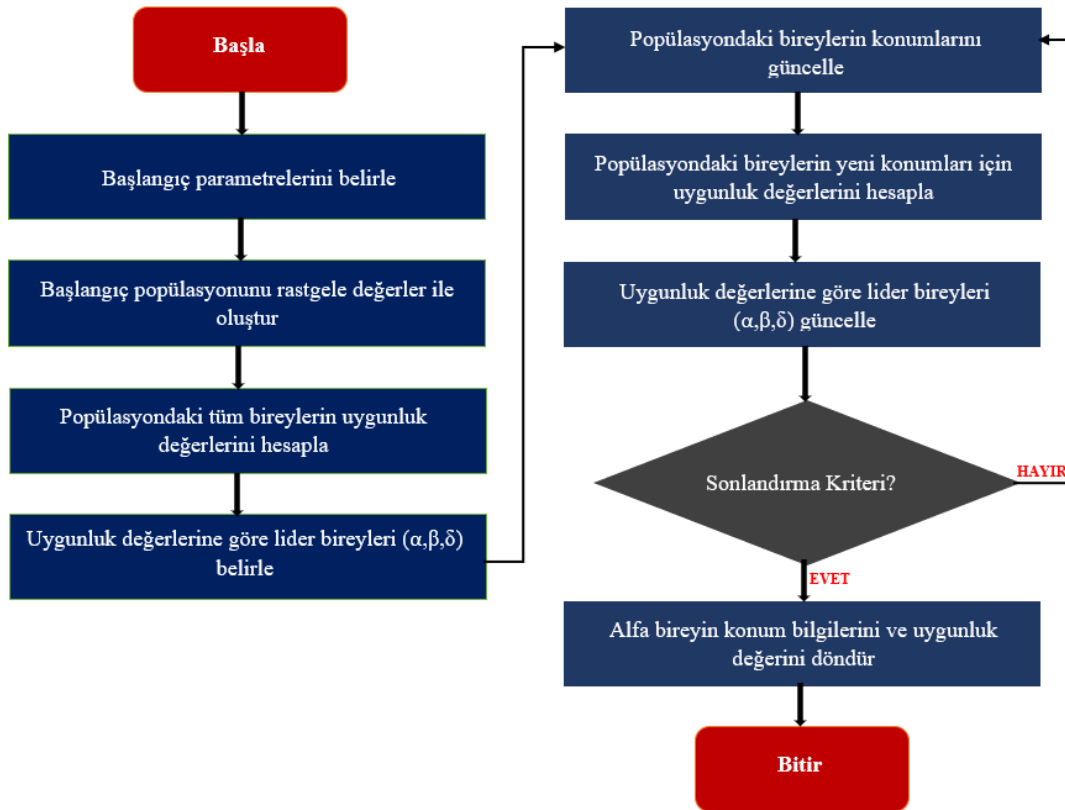 Başla
Başlangıç parametrelerini belirle
Başlangıç popülasyonunu rastgele değerler ile
oluştur
Popülasyondaki tüm bireylerin uygunluk
değerlerini hesapla
Uygunluk değerlerine göre lider bireyleri (α,β,δ)
belirle
Popülasyondaki bireylerin konumlarını
güncelle
Popülasyondaki bireylerin yeni konumları için
uygunluk değerlerini hesapla
Uygunluk değerlerine göre lider bireyleri
(α,β,δ) güncelle
Sonlandırma Kriteri?
HAYIR
EVET
Alfa bireyin konum bilgilerini ve uygunluk
değerini döndür
Bitir